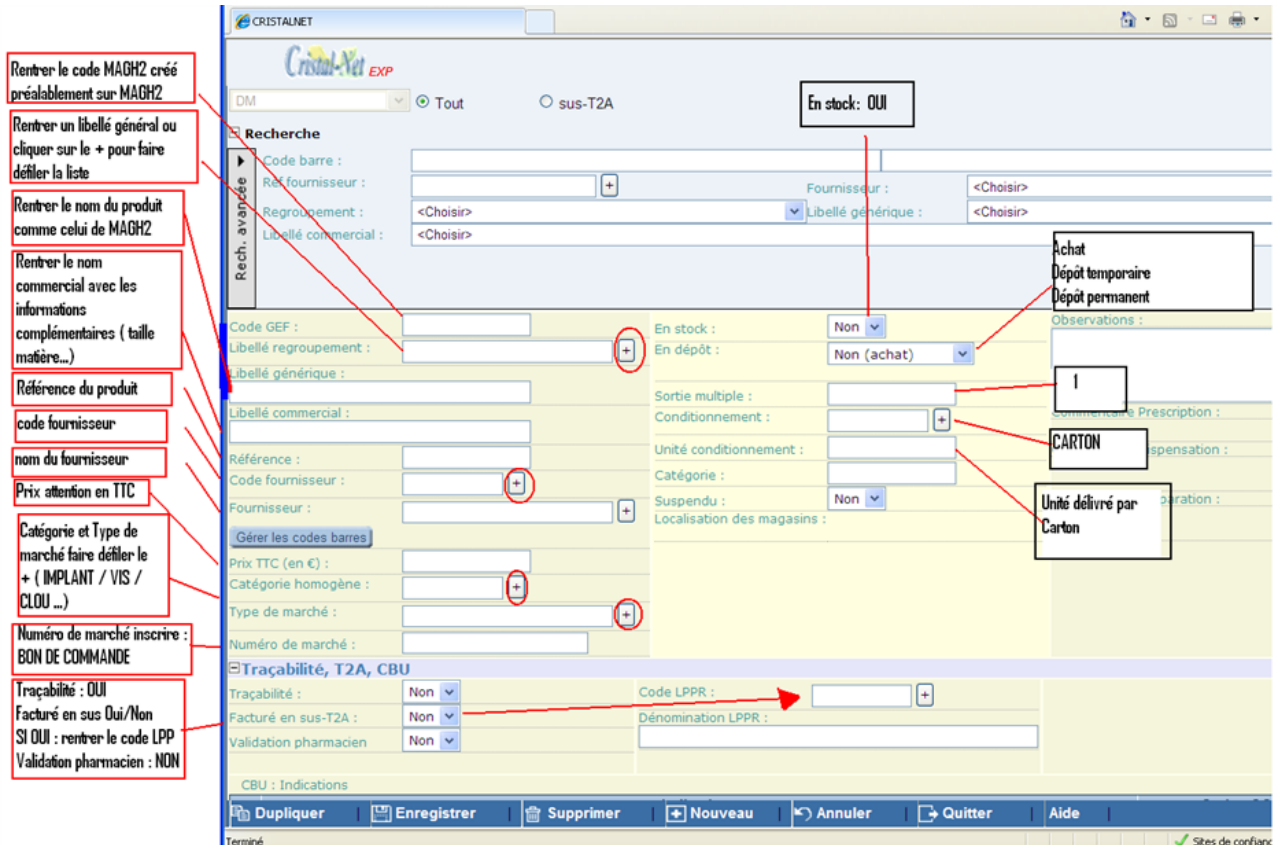 CRISTALNET
Cristal-Net EXP
DM
Tout
sus-T2A
Recherche
Rech. avancée
Code barre :
Réf fournisseur :
+
Fournisseur :
<Choisir>
Regroupement :
<Choisir>
Libellé générique :
<Choisir>
Libellé commercial :
<Choisir>
Rentrer le code MAGH2 créé
préalablement sur MAGH2
Rentrer un libellé général ou
cliquer sur le + pour faire
défiler la liste
Rentrer le nom du produit
comme celui de MAGH2
Rentrer le nom
commercial avec les
informations
complémentaires ( taille
matière...)
Référence du produit
code fournisseur
nom du fournisseur
Prix attention en TTC
Catégorie et Type de
marché faire défiler le
+ ( IMPLANT / VIS /
CLOU ...)
Numéro de marché inscrire :
BON DE COMMANDE
Traçabilité : OUI
Facturé en sus Oui/Non
SI OUI : rentrer le code LPP
Validation pharmacien : NON
En stock: OUI
Achat
Dépôt temporaire
Dépôt permanent
1
CARTON
Unité délivré par
Carton
Code GEF :
Libellé regroupement :
+
Libellé générique :
Libellé commercial :
Référence :
Code fournisseur :
+
Fournisseur :
+
Gérer les codes barres
Prix TTC (en €) :
Catégorie homogène :
+
Type de marché :
+
Numéro de marché :
En stock :
Non
En dépôt :
Non (achat)
Sortie multiple :
Conditionnement :
+
Unité conditionnement :
Catégorie :
Suspendu :
Non
Localisation des magasins :
Observations :
Commentaire Prescription :
spensation :
aration :
Traçabilité, T2A, CBU
Traçabilité :
Non
Code LPPR :
+
Facturé en sus-T2A :
Non
Dénomination LPPR :
Validation pharmacien
Non
CBU : Indications
Dupliquer
Enregistrer
Supprimer
Nouveau
Annuler
Quitter
Aide
Terminé
Sites de confianc